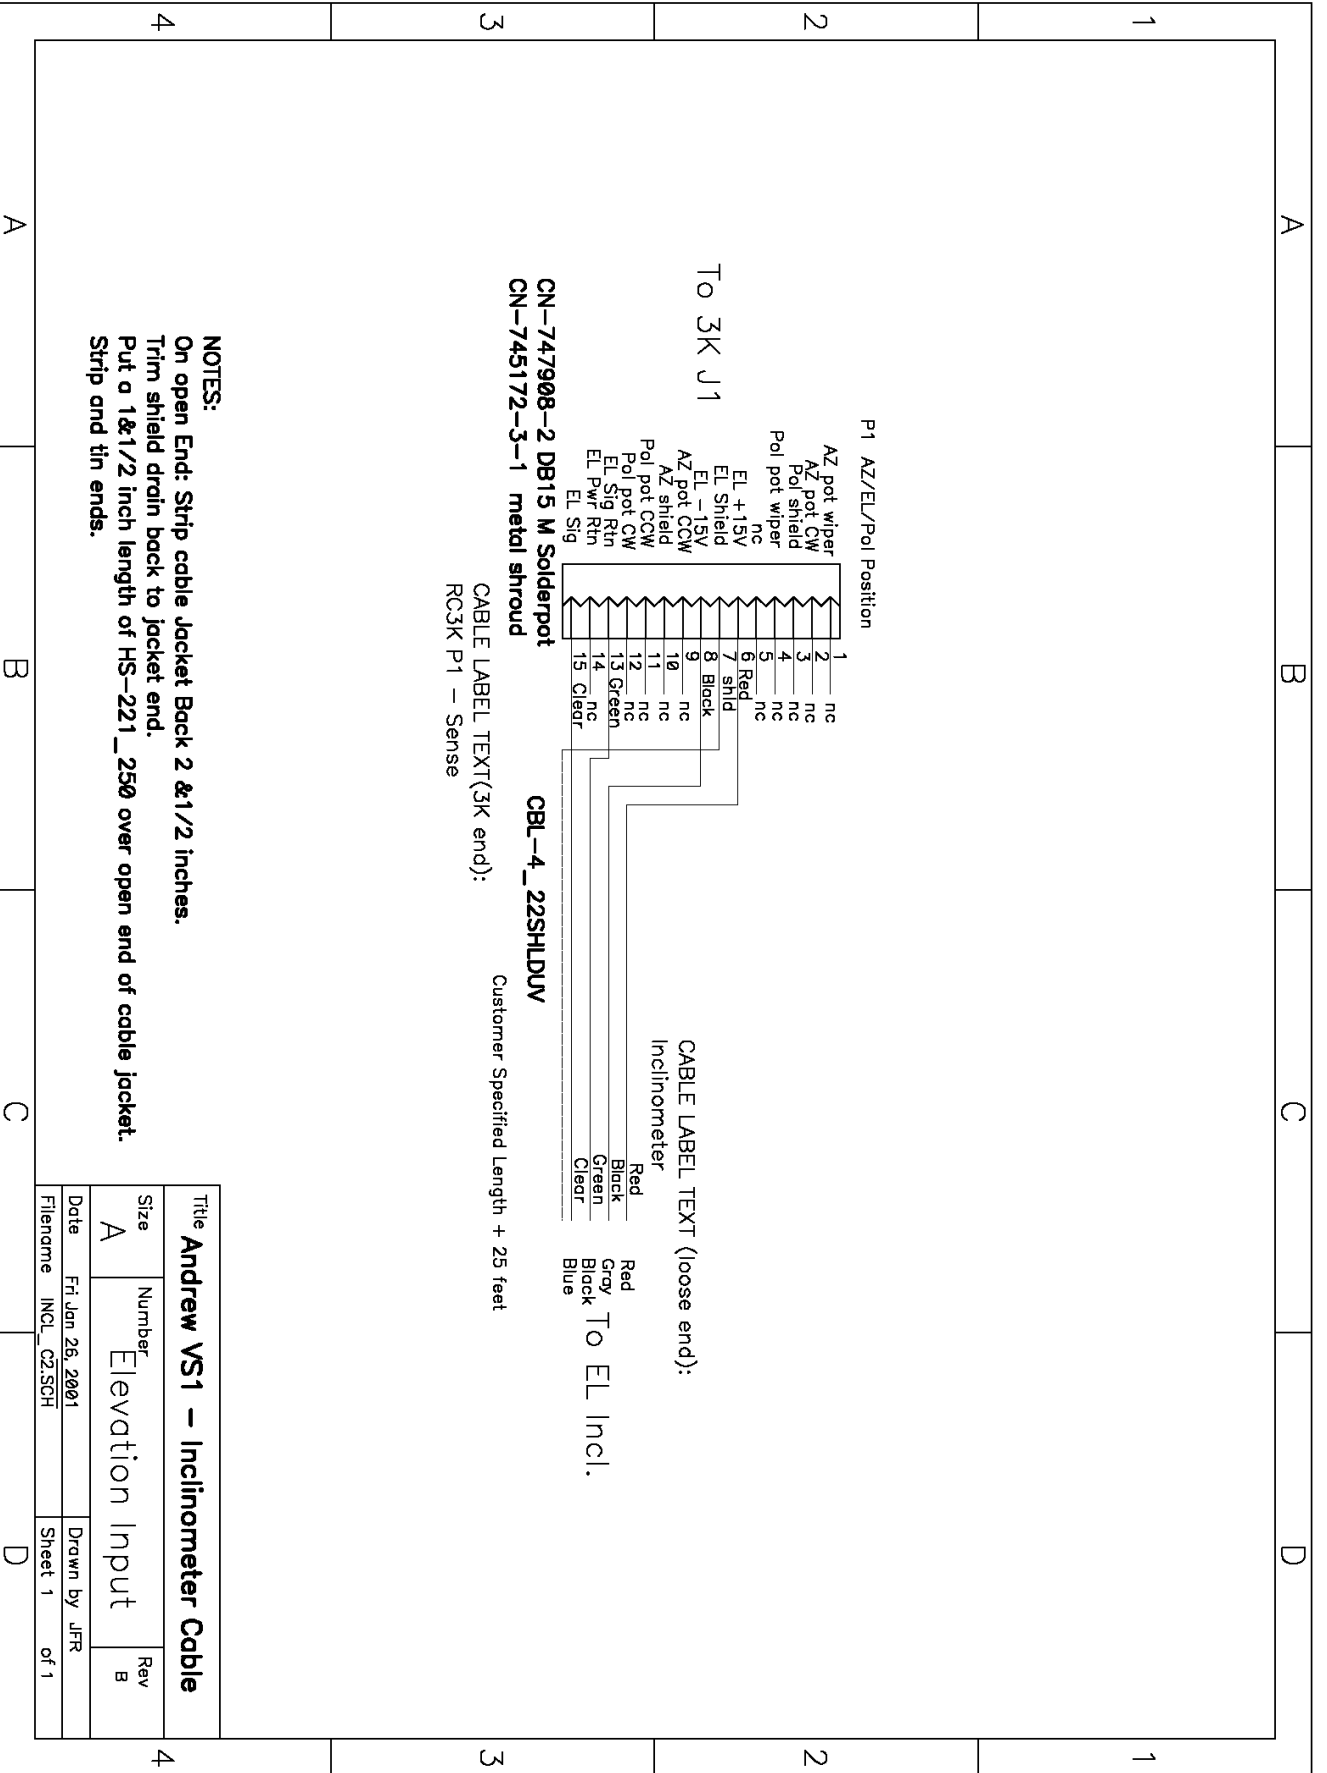 A
B
C
D
1
1
2
2
3
3
4
4
A
B
C
D
P1 AZ/EL/Pol Position
To 3K J1
AZ pot wiper 1 nc
AZ pot CW 2 nc
Pol shield 3 nc
Pol pot wiper 4 nc
nc 5 nc
EL +15V 6 Red
EL Shield 7 shld
EL -15V 8 Black
AZ pot CCW 9 nc
AZ shield 10 nc
Pol pot CCW 11 nc
Pol pot CW 12 nc
EL Sig Rtn 13 Green
EL Pwr Rtn 14 nc
EL Sig 15 Clear
CABLE LABEL TEXT (loose end):
Inclinometer
Red
Black
Green
Clear
Red
Gray
Black
Blue
To EL Incl.
CN-747908-2 DB15 M Solderpot
CN-745172-3-1 metal shroud
CBL-4_22SHLDUV
Customer Specified Length + 25 feet
CABLE LABEL TEXT(3K end):
RC3K P1 - Sense
NOTES:
On open End: Strip cable Jacket Back 2 &1/2 inches.
Trim shield drain back to jacket end.
Put a 1&1/2 inch length of HS-221_250 over open end of cable jacket.
Strip and tin ends.
Title Andrew VS1 - Inclinometer Cable
Size A
Number Elevation Input
Rev B
Date Fri Jan 26, 2001
Drawn by JFR
Filename INCL_C2.SCH
Sheet 1 of 1